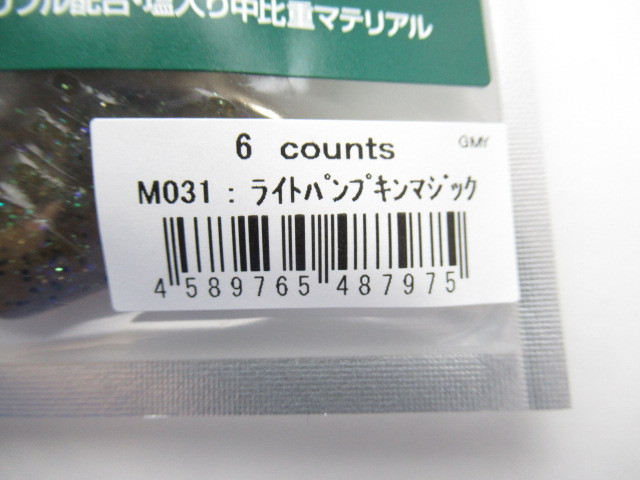 リブル配合・塩入り中比重マテリアル
6 counts
GMY
M031 : ﾗｲﾄﾊﾟﾝﾌﾟｷﾝﾏｼﾞｯｸ
4 589765 487975